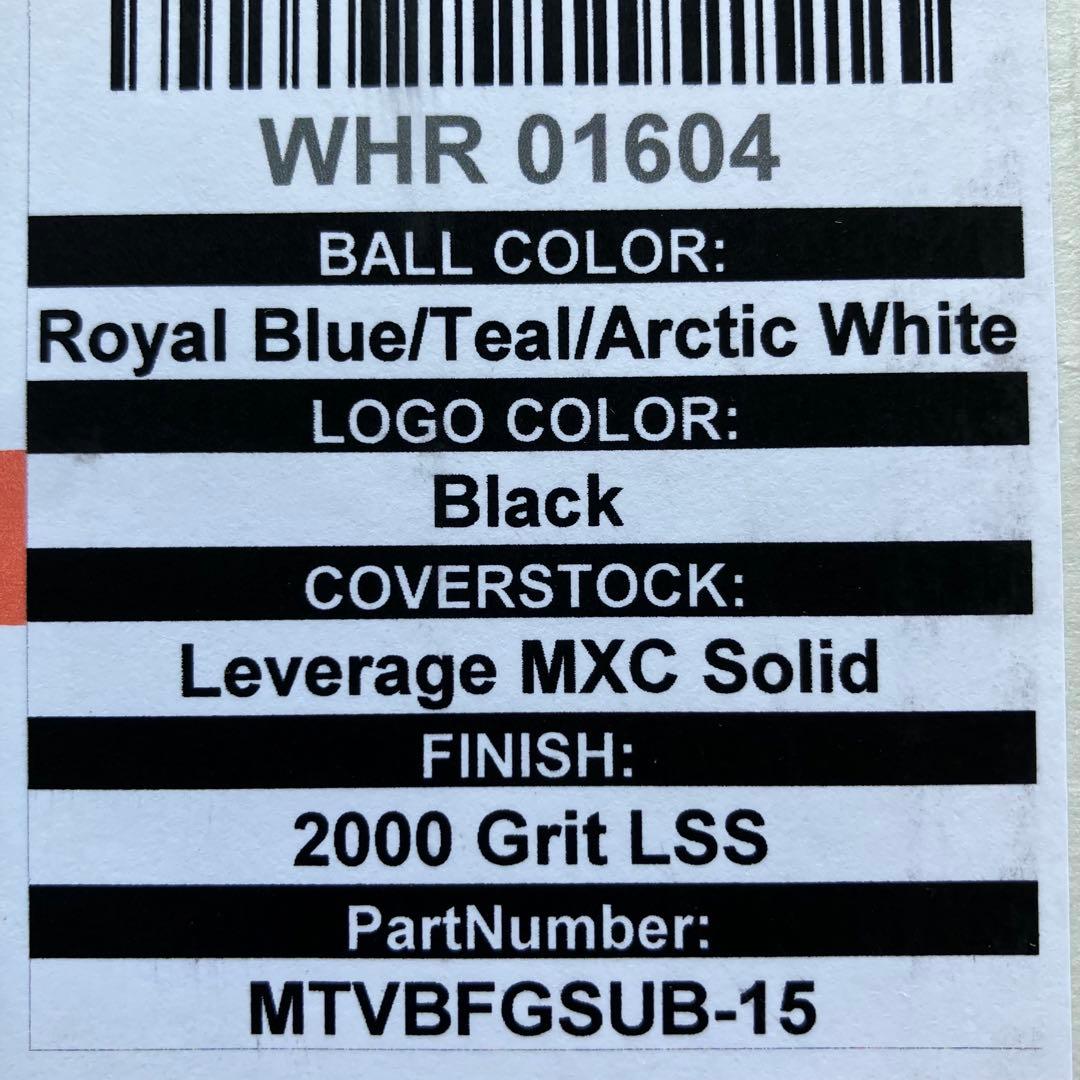 WHR 01604
BALL COLOR:
Royal Blue/Teal/Arctic White
LOGO COLOR:
Black
COVERSTOCK:
Leverage MXC Solid
FINISH:
2000 Grit LSS
PartNumber:
MTVBFGSUB-15